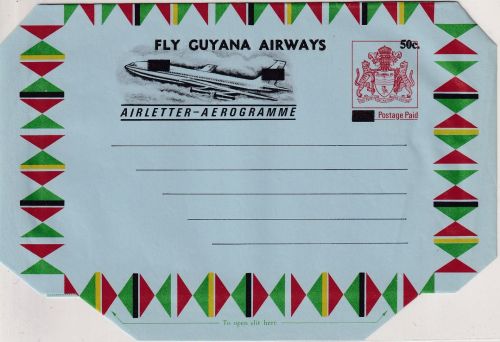 FLY GUYANA AIRWAYS
50c.
AIRLETTER-AEROGRAMME
Postage Paid
To open slit here